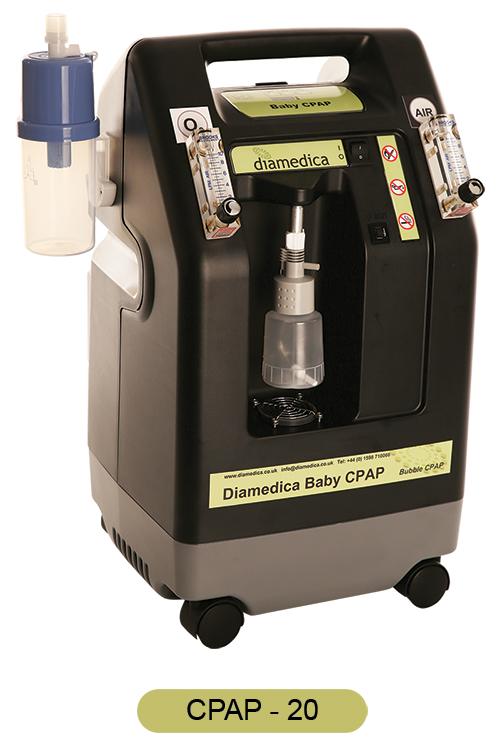 Baby CPAP
O₂
AIR
BROOKS
diamedica
I
O
www.diamedica.co.uk info@diamedica.co.uk Tel: +44 (0) 1598 710066
Diamedica Baby CPAP
Bubble CPAP
CPAP - 20